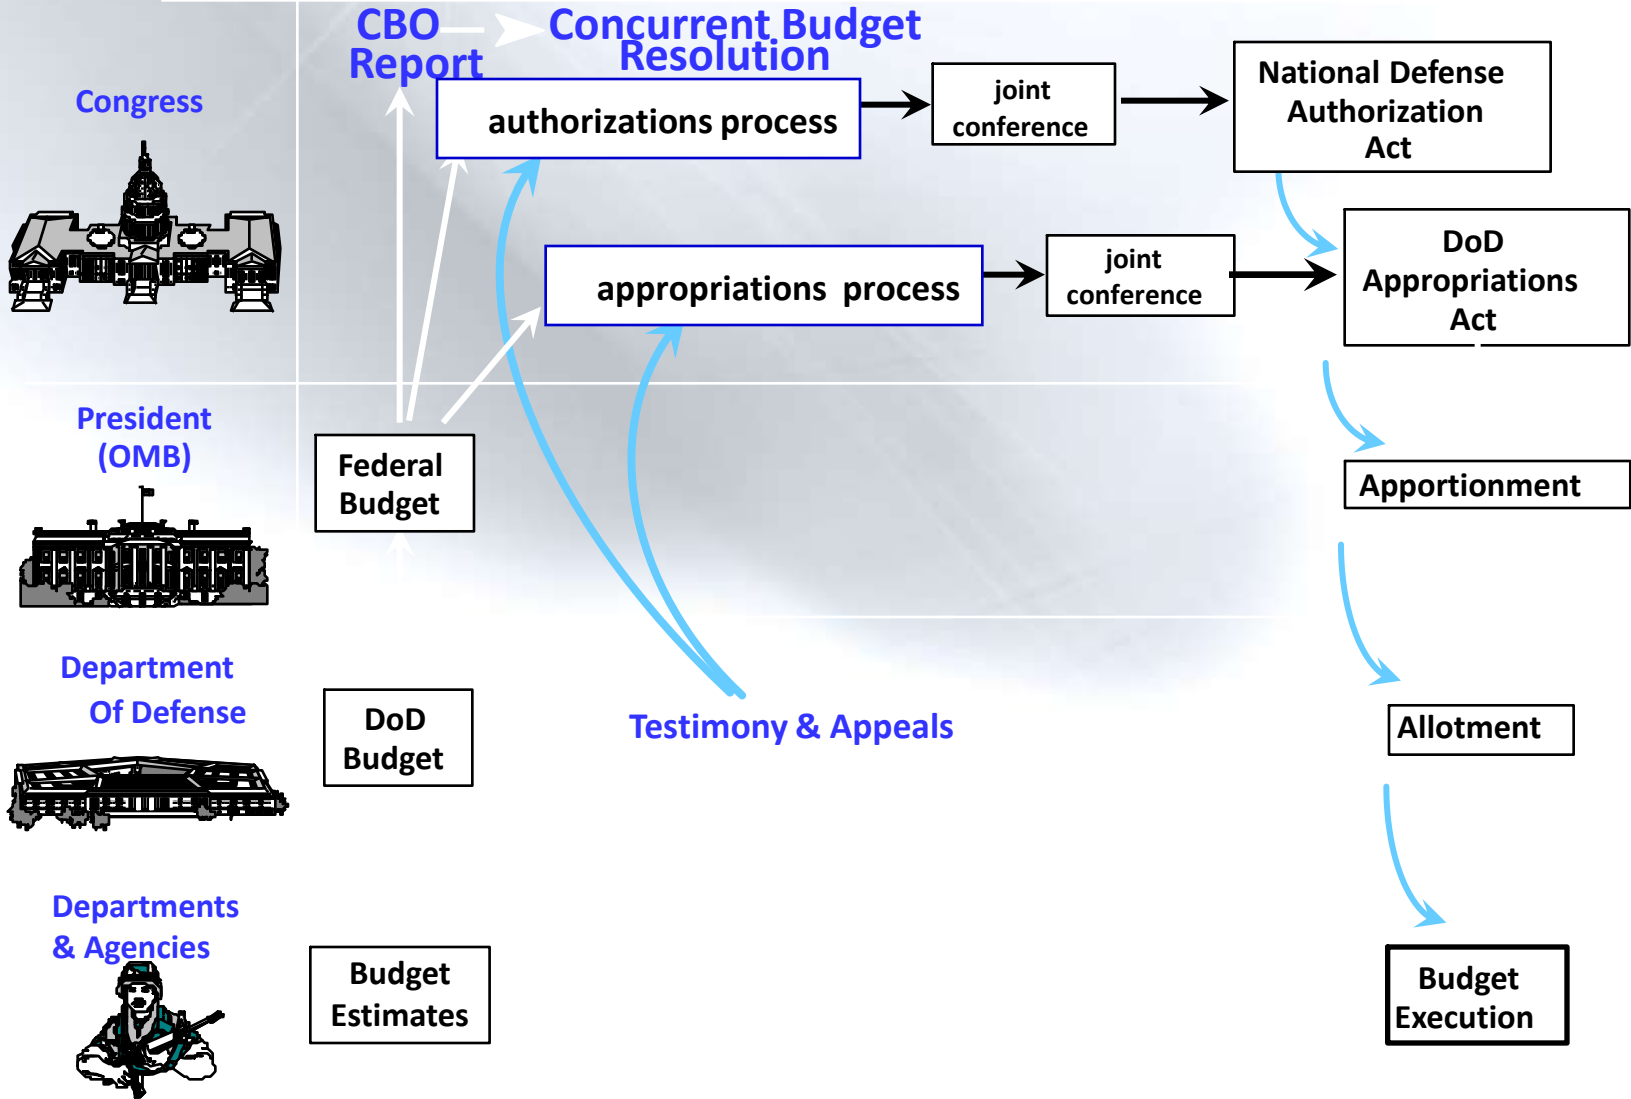 CBO
Report
Concurrent Budget
Resolution
Congress
authorizations process
joint
conference
National Defense
Authorization
Act
appropriations process
joint
conference
DoD
Appropriations
Act
President
(OMB)
Federal
Budget
Apportionment
Department
Of Defense
DoD
Budget
Testimony & Appeals
Allotment
Departments
& Agencies
Budget
Estimates
Budget
Execution